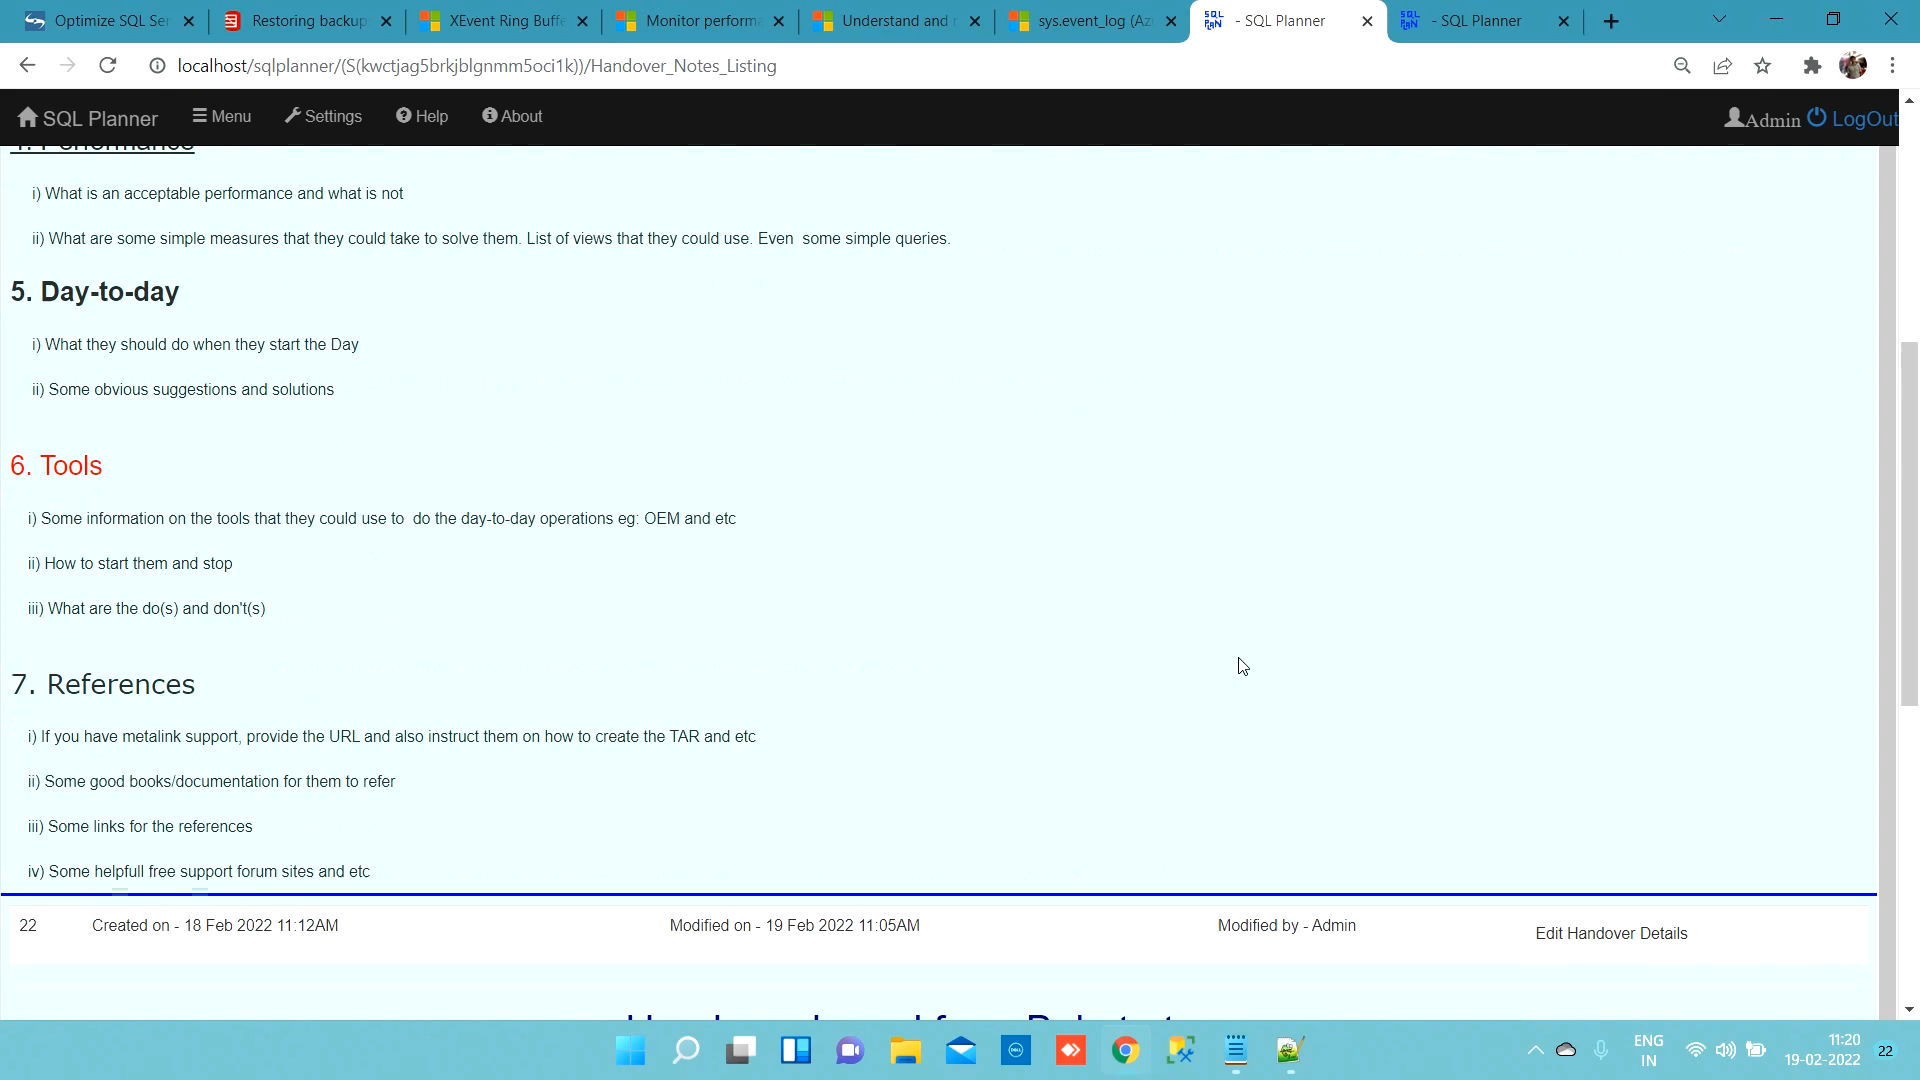 Optimize SQL Ser
Restoring backup
XEvent Ring Buffe
Monitor performa
Understand and r
sys.event_log (Az
- SQL Planner
- SQL Planner
localhost/sqlplanner/(S(kwctjag5brkjblgnmm5oci1k))/Handover_Notes_Listing
SQL Planner
Menu
Settings
Help
About
Admin
LogOut
4. Performance
i) What is an acceptable performance and what is not
ii) What are some simple measures that they could take to solve them. List of views that they could use. Even some simple queries.
5. Day-to-day
i) What they should do when they start the Day
ii) Some obvious suggestions and solutions
6. Tools
i) Some information on the tools that they could use to do the day-to-day operations eg: OEM and etc
ii) How to start them and stop
iii) What are the do(s) and don't(s)
7. References
i) If you have metalink support, provide the URL and also instruct them on how to create the TAR and etc
ii) Some good books/documentation for them to refer
iii) Some links for the references
iv) Some helpfull free support forum sites and etc
22
Created on - 18 Feb 2022 11:12AM
Modified on - 19 Feb 2022 11:05AM
Modified by - Admin
Edit Handover Details
ENG
IN
11:20
19-02-2022
22